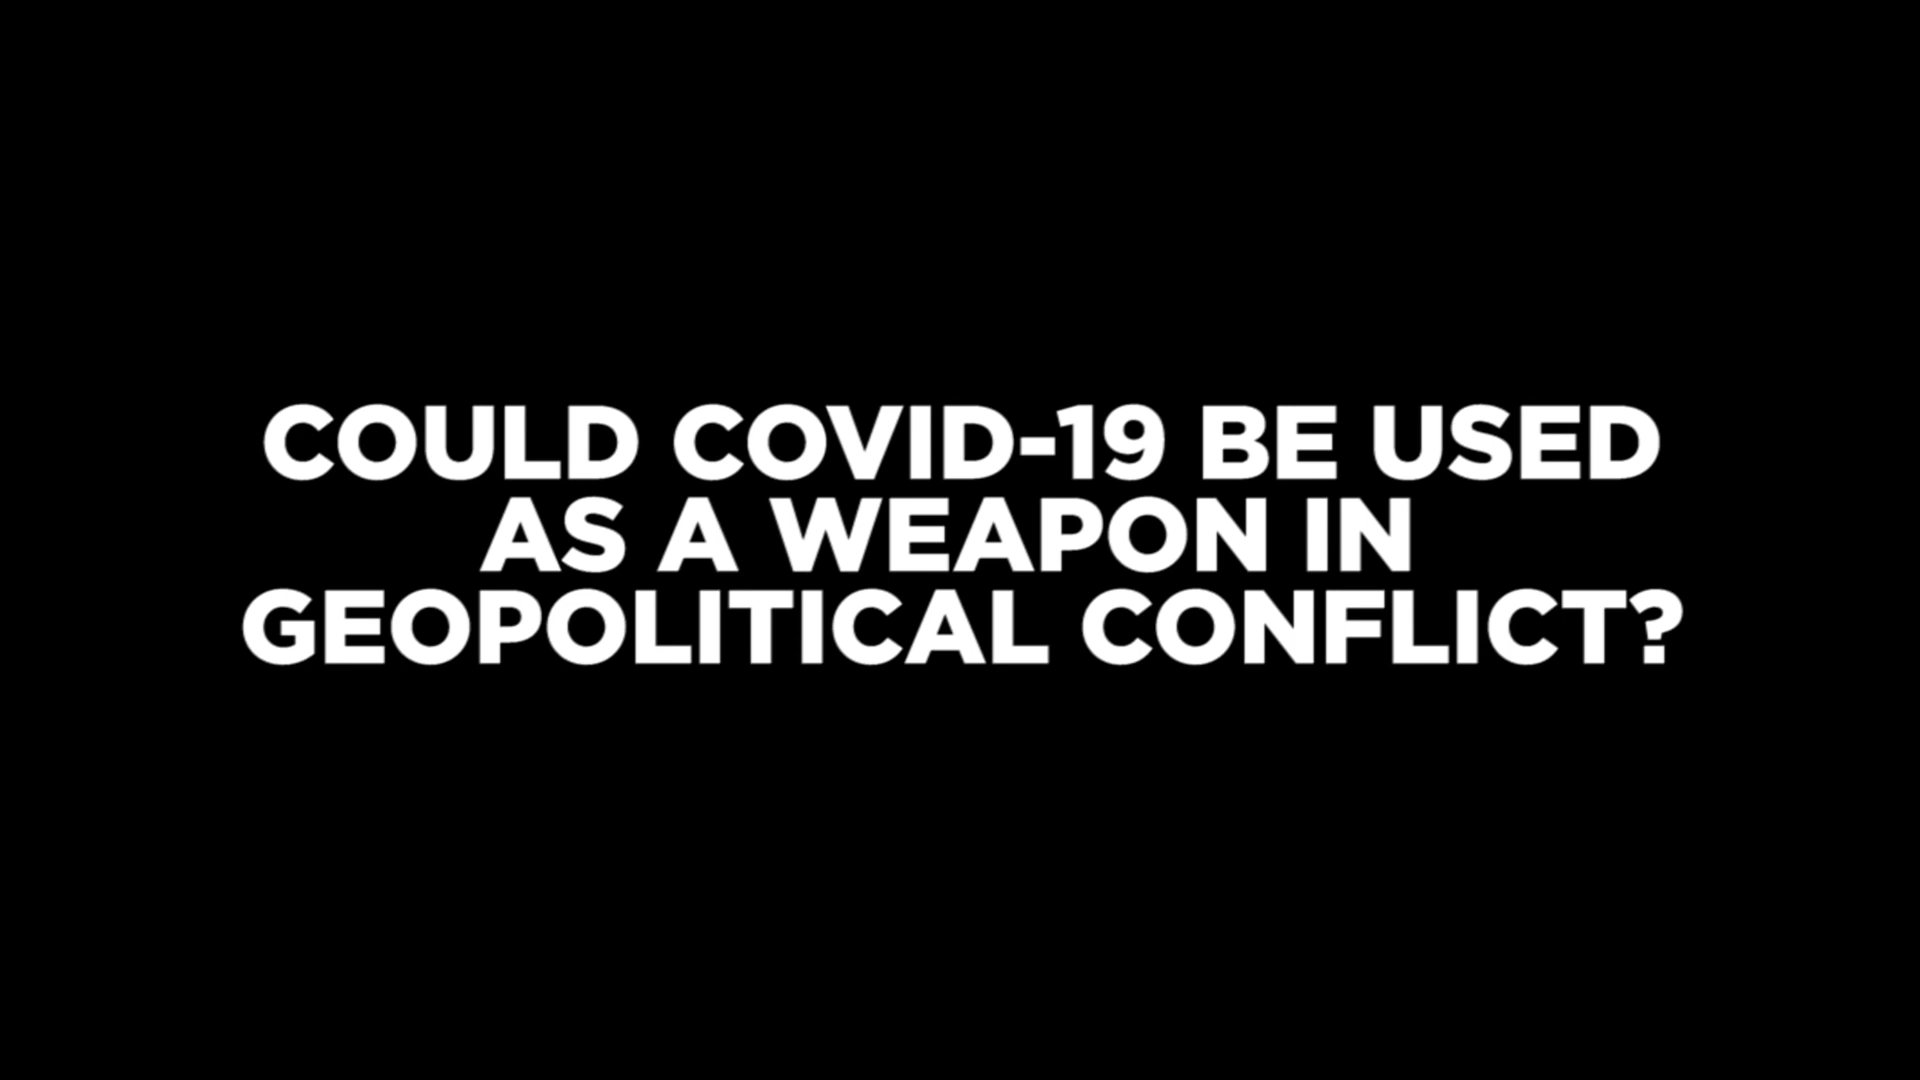 COULD COVID-19 BE USED
AS A WEAPON IN
GEOPOLITICAL CONFLICT?